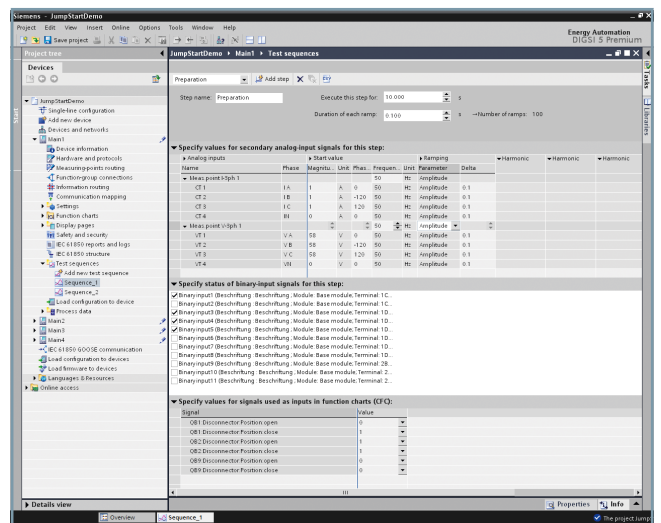 Siemens - JumpStartDemo
Project Edit View Insert Online Options Tools Window Help
Save project
Energy Automation
DIGSI 5 Premium
Project tree
JumpStartDemo Main1 Test sequences
Devices
Start
Tasks
Libraries
JumpStartDemo
Single-line configuration
Add new device
Devices and networks
Main1
Device information
Hardware and protocols
Measuring-points routing
Function-group connections
Information routing
Communication mapping
Settings
Function charts
Display pages
Safety and security
IEC 61850 reports and logs
IEC 61850 structure
Test sequences
Add new test sequence
Sequence_1
Sequence_2
Load configuration to device
Process data
Main2
Main3
Main4
IEC 61850 GOOSE communication
Load configuration to devices
Load firmware to devices
Languages & Resources
Online access
Details view
Preparation Add step
Step name: Preparation Execute this step for: 10.000 s
Duration of each ramp: 0.100 s →Number of ramps: 100
Specify values for secondary analog-input signals for this step:
Analog inputs Start value Ramping Harmonic Harmonic Harmonic
Name Phase Magnitu... Unit Phas... Frequen... Unit Parameter Delta
Meas point I-3ph 1 50 Hz Amplitude
CT 1 I A 1 A 0 50 Hz Amplitude 0.1
CT 2 I B 1 A -120 50 Hz Amplitude 0.1
CT 3 I C 1 A 120 50 Hz Amplitude 0.1
CT 4 IN 0 A 0 50 Hz Amplitude 0.1
Meas point V-3ph 1 50 Hz Amplitude
VT 1 V A 58 V 0 50 Hz Amplitude 0.1
VT 2 V B 58 V -120 50 Hz Amplitude 0.1
VT 3 V C 58 V 120 50 Hz Amplitude 0.1
VT 4 VN 0 V 0 50 Hz Amplitude 0.1
Specify status of binary-input signals for this step:
Binary input1 (Beschriftung : Beschriftung ; Module: Base module, Terminal: 1C...
Binary input2 (Beschriftung : Beschriftung ; Module: Base module, Terminal: 1C...
Binary input3 (Beschriftung : Beschriftung ; Module: Base module, Terminal: 1D...
Binary input4 (Beschriftung : Beschriftung ; Module: Base module, Terminal: 1D...
Binary input5 (Beschriftung : Beschriftung ; Module: Base module, Terminal: 1D...
Binary input6 (Beschriftung : Beschriftung ; Module: Base module, Terminal: 1D...
Binary input7 (Beschriftung : Beschriftung ; Module: Base module, Terminal: 1D...
Binary input8 (Beschriftung : Beschriftung ; Module: Base module, Terminal: 1D...
Binary input9 (Beschriftung : Beschriftung ; Module: Base module, Terminal: 2B...
Binary input10 (Beschriftung : Beschriftung ; Module: Base module, Terminal: 2...
Binary input11 (Beschriftung : Beschriftung ; Module: Base module, Terminal: 2...
Specify values for signals used as inputs in function charts (CFC):
Signal Value
QB1:Disconnector:Position:open 0
QB1:Disconnector:Position:close 1
QB2:Disconnector:Position:open 1
QB2:Disconnector:Position:close 1
QB9:Disconnector:Position:open 0
QB9:Disconnector:Position:close 0
Properties Info
Overview Sequence_1 The project Jump